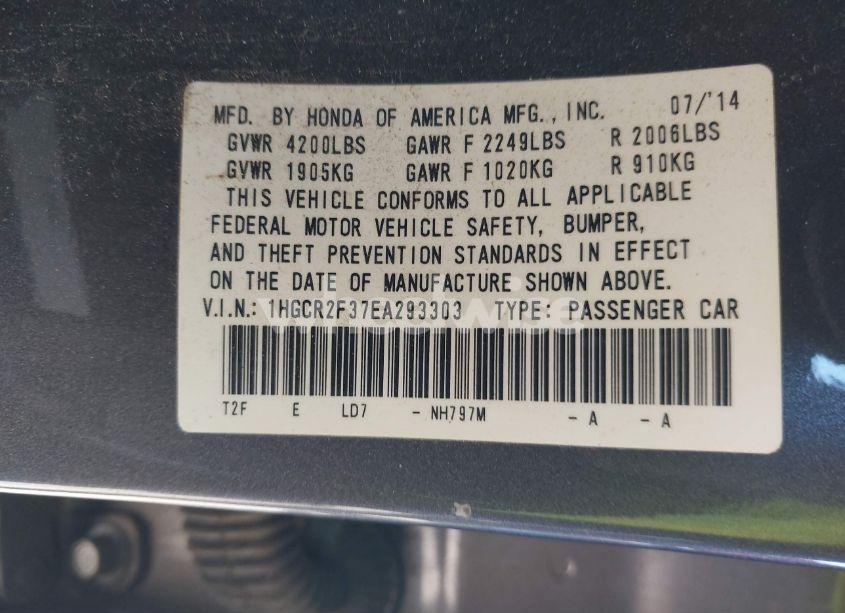 MFD. BY HONDA OF AMERICA MFG., INC. 07/'14
GVWR 4200LBS GAWR F 2249LBS R 2006LBS
GVWR 1905KG GAWR F 1020KG R 910KG
THIS VEHICLE CONFORMS TO ALL APPLICABLE
FEDERAL MOTOR VEHICLE SAFETY, BUMPER,
AND THEFT PREVENTION STANDARDS IN EFFECT
ON THE DATE OF MANUFACTURE SHOWN ABOVE.
V.I.N.: 1HGCR2F37EA293303 TYPE: PASSENGER CAR
T2F E LD7 - NH797M - A - A